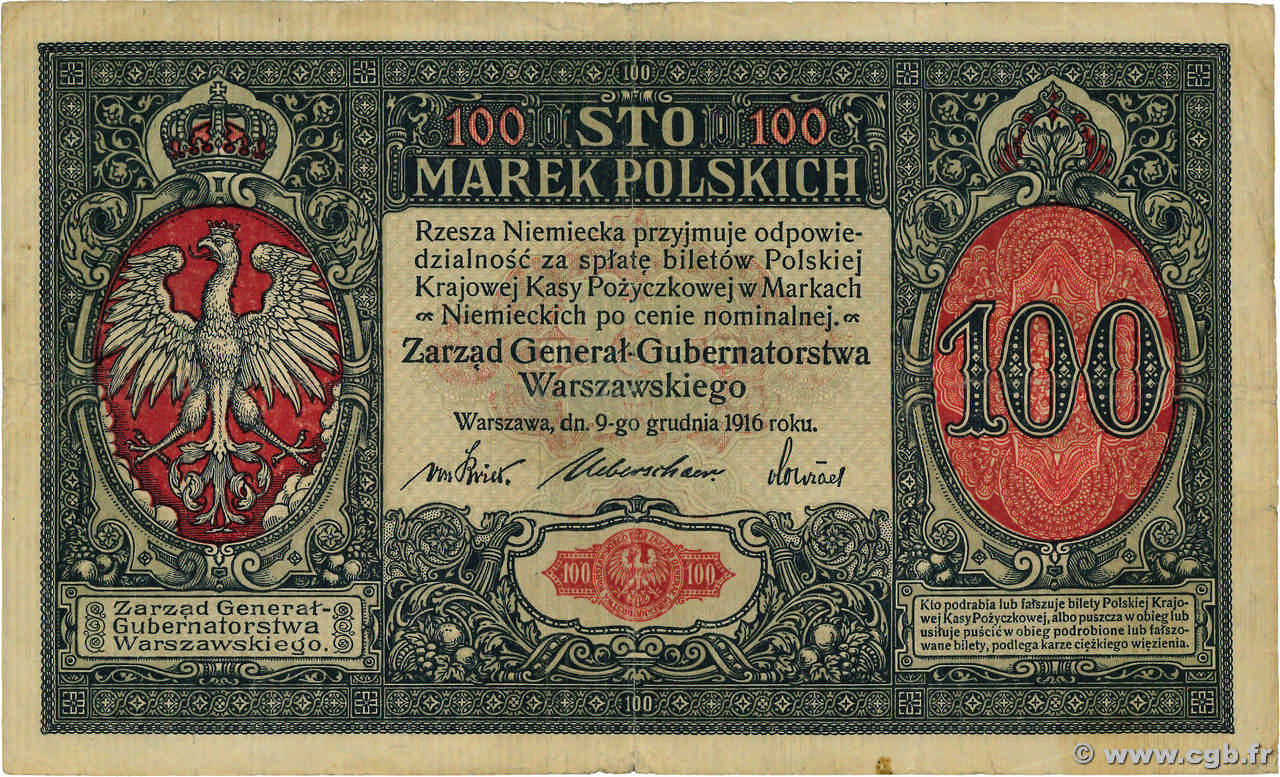 100
100 STO 100
MAREK POLSKICH
Rzesza Niemiecka przyjmuje odpowie-
dzialność za spłatę biletów Polskiej
Krajowej Kasy Pożyczkowej w Markach
Niemieckich po cenie nominalnej.
Zarząd Generał-Gubernatorstwa
Warszawskiego
Warszawa, dn. 9-go grudnia 1916 roku.
Ueberschaer.
100
100 100
Zarząd Generał-
Gubernatorstwa
Warszawskiego.
Kto podrabia lub fałszuje bilety Polskiej Krajo-
wej Kasy Pożyczkowej, albo puszcza w obieg lub
usiłuje puścić w obieg podrobione lub fałszo-
wane bilety, podlega karze ciężkiego więzienia.
100
© www.cgb.fr